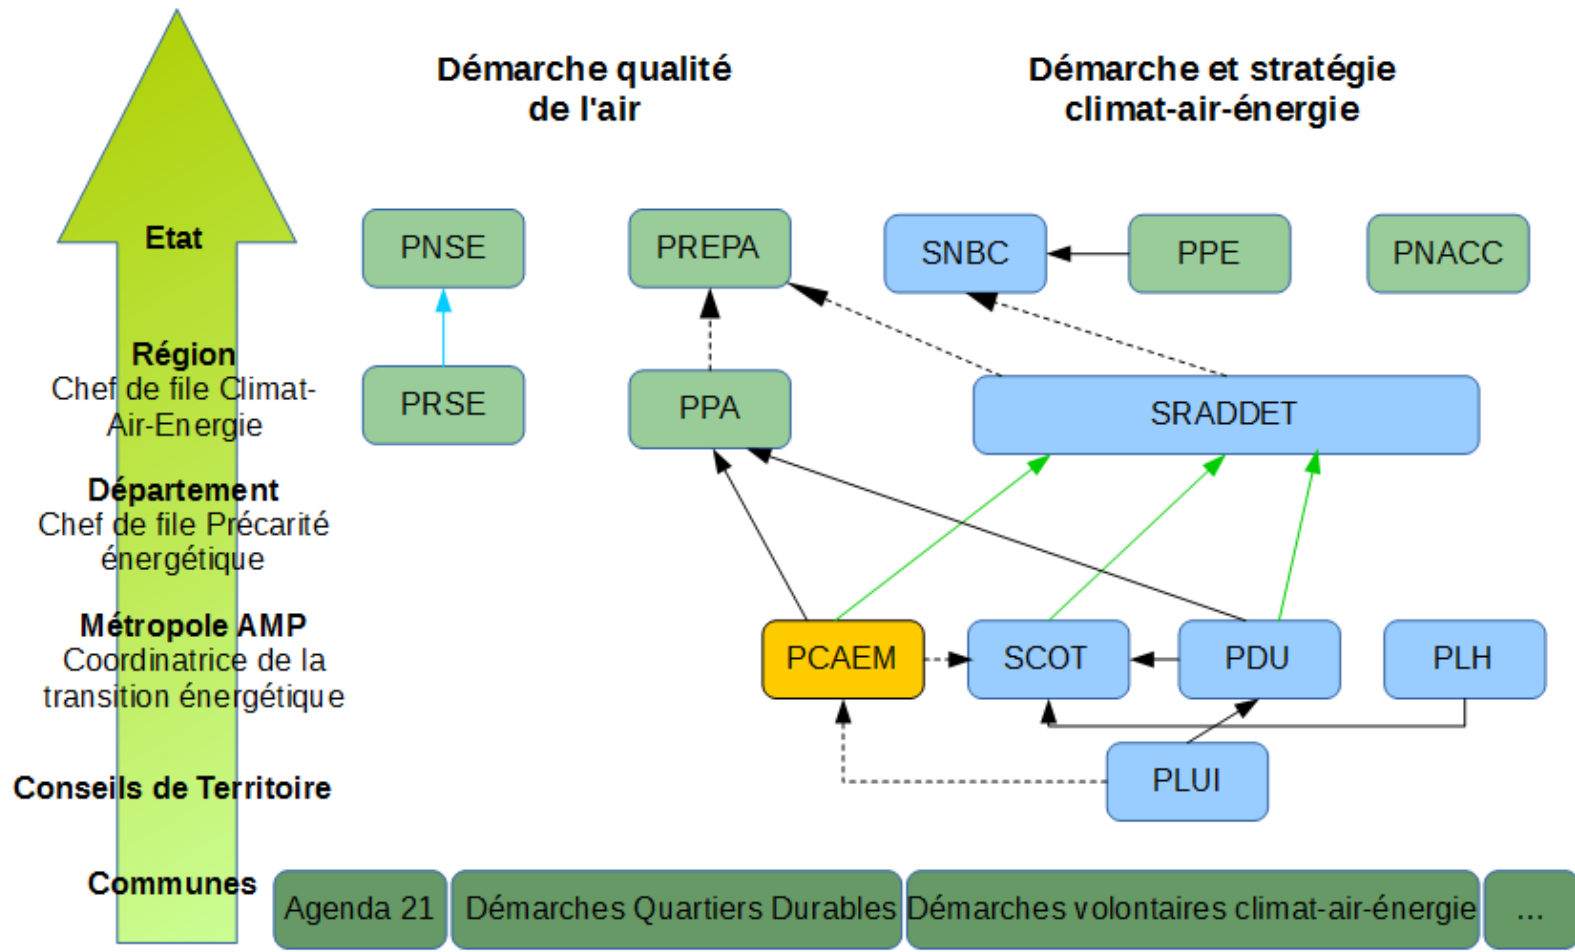 Démarche qualité
de l'air
Démarche et stratégie
climat-air-énergie
Etat
PNSE
PREPA
SNBC
PPE
PNACC
Région
Chef de file Climat-
Air-Energie
PRSE
PPA
SRADDET
Département
Chef de file Précarité
énergétique
Métropole AMP
Coordinatrice de la
transition énergétique
PCAEM
SCOT
PDU
PLH
Conseils de Territoire
PLUI
Communes
Agenda 21
Démarches Quartiers Durables
Démarches volontaires climat-air-énergie
...